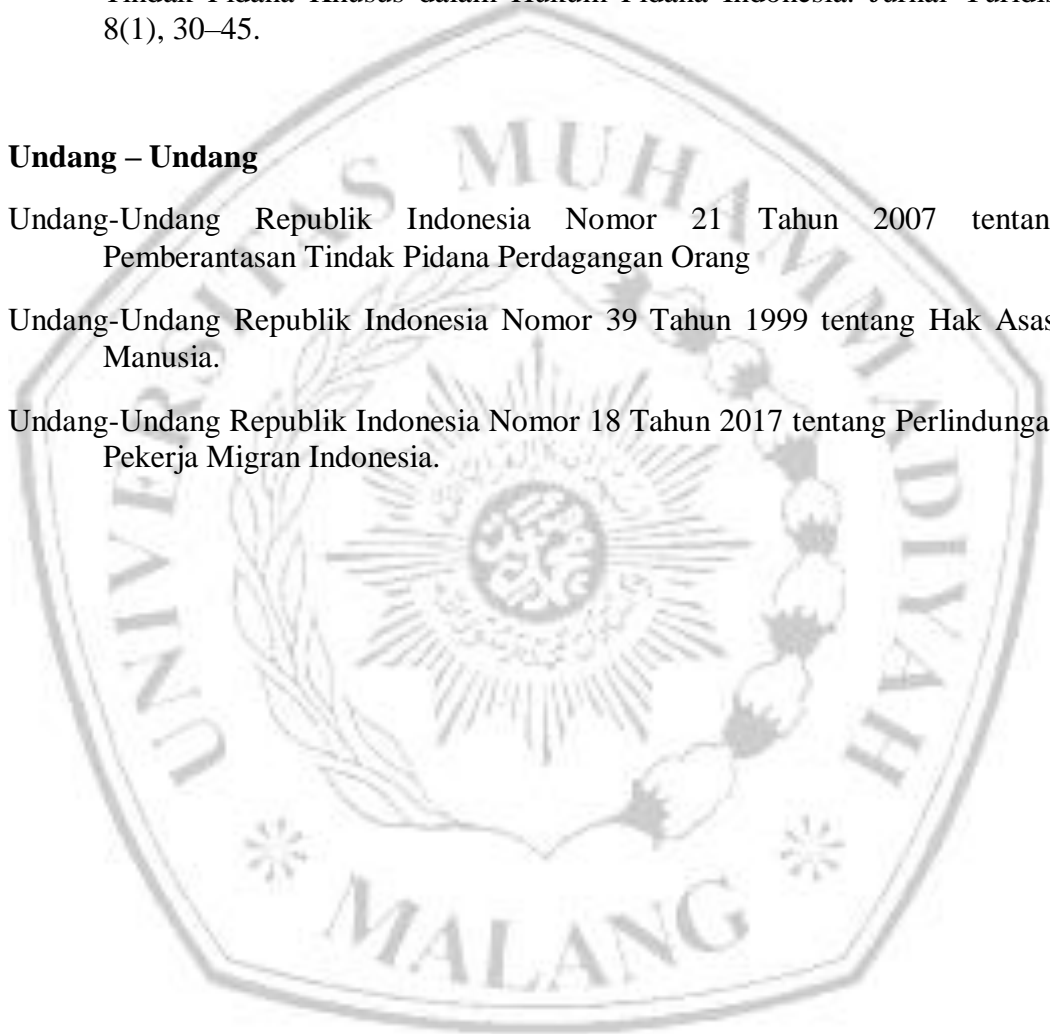 Tindak Pidana Khusus dalam Hukum Pidana Indonesia. Jurnal Yuridis
8(1), 30–45.
Undang – Undang
Undang-Undang Republik Indonesia Nomor 21 Tahun 2007 tentan
Pemberantasan Tindak Pidana Perdagangan Orang
Undang-Undang Republik Indonesia Nomor 39 Tahun 1999 tentang Hak Asas
Manusia.
Undang-Undang Republik Indonesia Nomor 18 Tahun 2017 tentang Perlindunga
Pekerja Migran Indonesia.
UNIVERSITAS MUHAMMADIYAH
MALANG